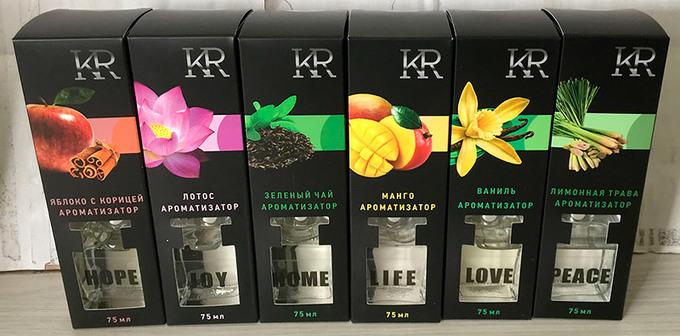 KR
ЯБЛОКО С КОРИЦЕЙ
АРОМАТИЗАТОР
HOPE
75 мл
KR
ЛОТОС
АРОМАТИЗАТОР
JOY
75 мл
KR
ЗЕЛЕНЫЙ ЧАЙ
АРОМАТИЗАТОР
HOME
75 мл
KR
МАНГО
АРОМАТИЗАТОР
LIFE
75 мл
KR
ВАНИЛЬ
АРОМАТИЗАТОР
LOVE
75 мл
KR
ЛИМОННАЯ ТРАВА
АРОМАТИЗАТОР
PEACE
75 мл